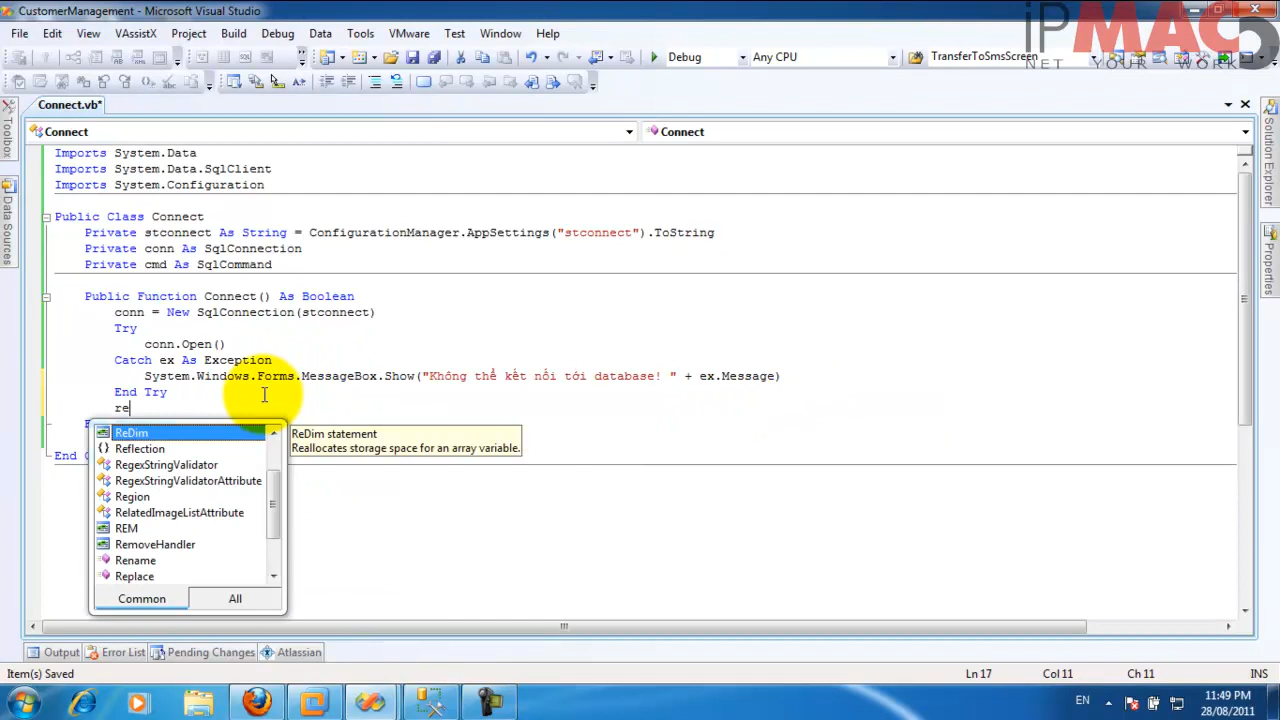 CustomerManagement - Microsoft Visual Studio
iPMAC
NET YOUR WORK
File Edit View VAssistX Project Build Debug Data Tools VMware Test Window Help
Debug Any CPU TransferToSmsScreen
Connect.vb*
Toolbox
Data Sources
Solution Explorer
Properties
Connect Connect
Imports System.Data
Imports System.Data.SqlClient
Imports System.Configuration
Public Class Connect
Private stconnect As String = ConfigurationManager.AppSettings("stconnect").ToString
Private conn As SqlConnection
Private cmd As SqlCommand
Public Function Connect() As Boolean
conn = New SqlConnection(stconnect)
Try
conn.Open()
Catch ex As Exception
System.Windows.Forms.MessageBox.Show("Không thể kết nối tới database! " + ex.Message)
End Try
re
E
End C
ReDim
Reflection
RegexStringValidator
RegexStringValidatorAttribute
Region
RelatedImageListAttribute
REM
RemoveHandler
Rename
Replace
Common All
ReDim statement
Reallocates storage space for an array variable.
Output Error List Pending Changes Atlassian
Item(s) Saved Ln 17 Col 11 Ch 11 INS
EN 11:49 PM
28/08/2011